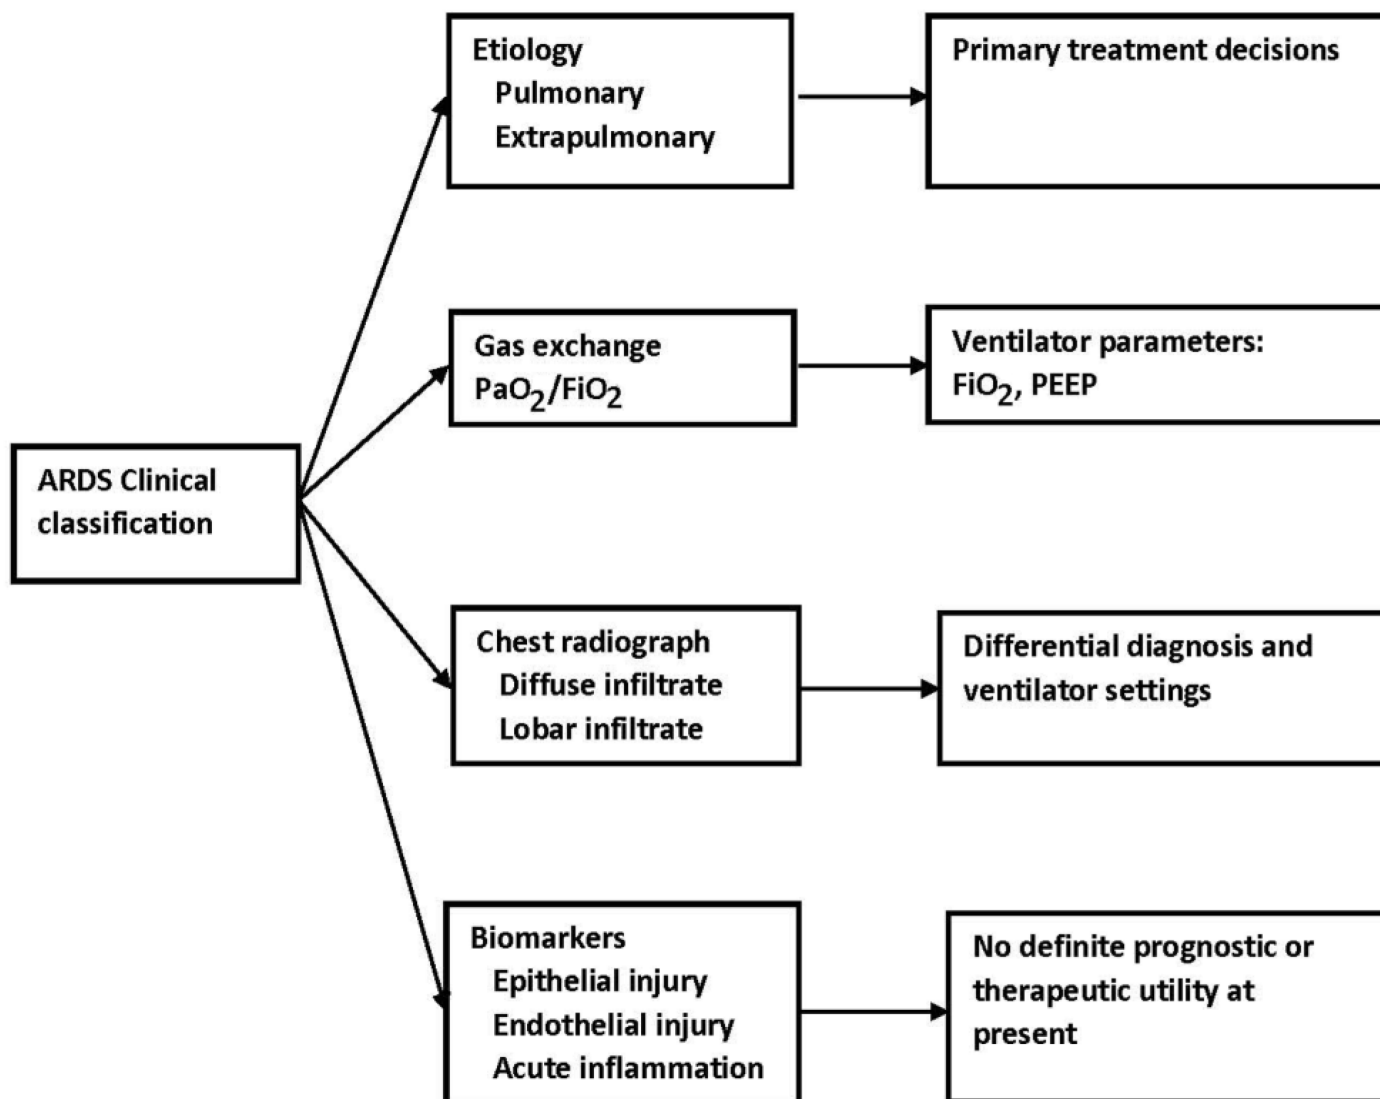 Etiology
Pulmonary
Extrapulmonary
Primary treatment decisions
Gas exchange
PaO₂/FiO₂
Ventilator parameters:
FiO₂, PEEP
ARDS Clinical
classification
Chest radiograph
Diffuse infiltrate
Lobar infiltrate
Differential diagnosis and
ventilator settings
Biomarkers
Epithelial injury
Endothelial injury
Acute inflammation
No definite prognostic or
therapeutic utility at
present